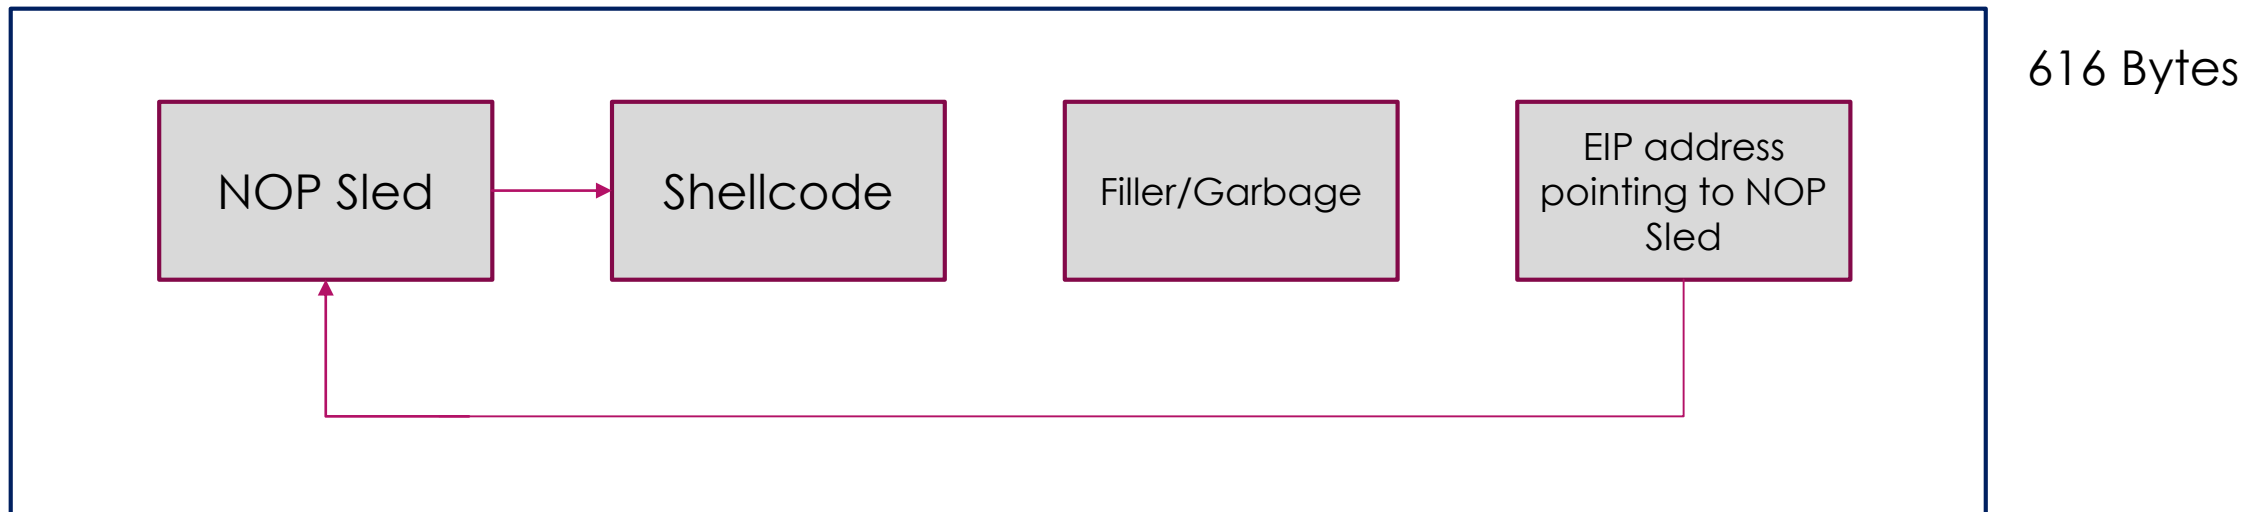 616 Bytes
NOP Sled
Shellcode
Filler/Garbage
EIP address
pointing to NOP
Sled